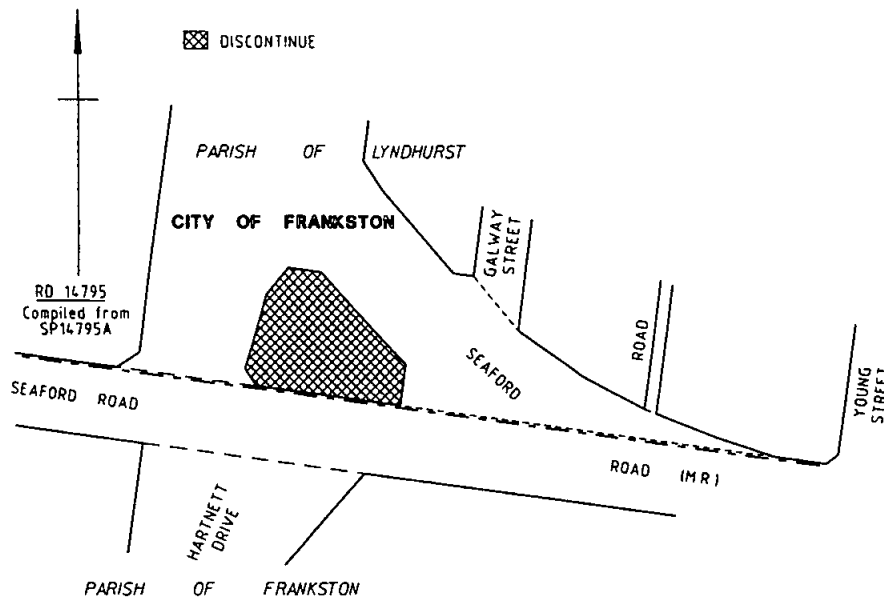 DISCONTINUE
PARISH OF LYNDHURST
CITY OF FRANKSTON
GALWAY
STREET
RD 14795
Compiled from
SP14795A
ROAD
SEAFORD
YOUNG
STREET
SEAFORD ROAD
ROAD (M R)
HARTNETT
DRIVE
PARISH OF FRANKSTON